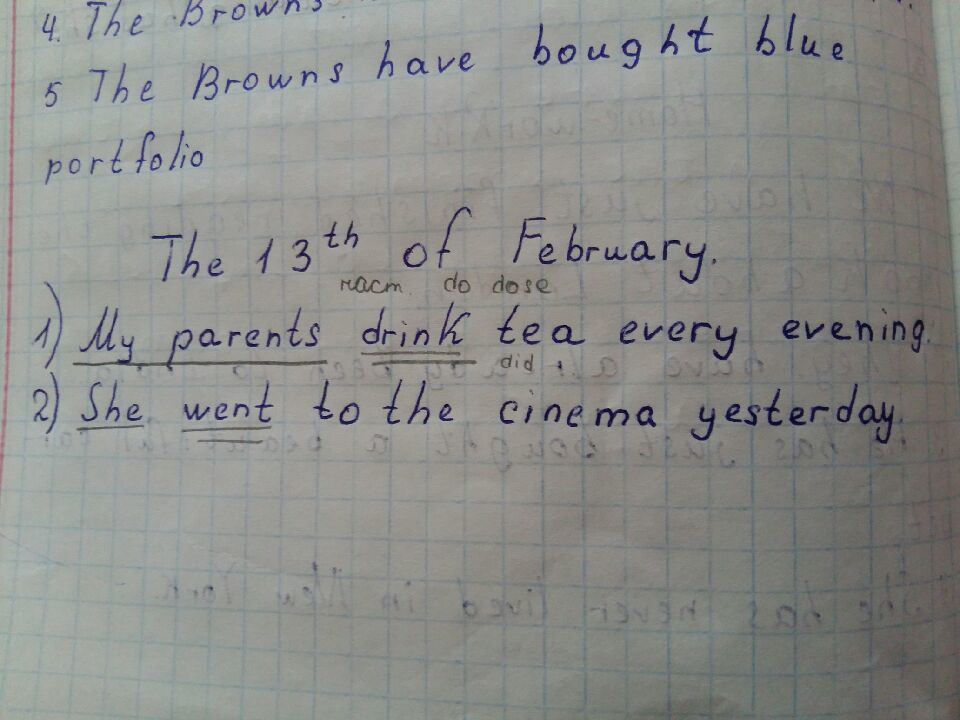 4. The Browns
5 The Browns have bought blue
portfolio
The 13th of February.
наст. do dose
1) My parents drink tea every evening.
did
2) She went to the cinema yesterday.